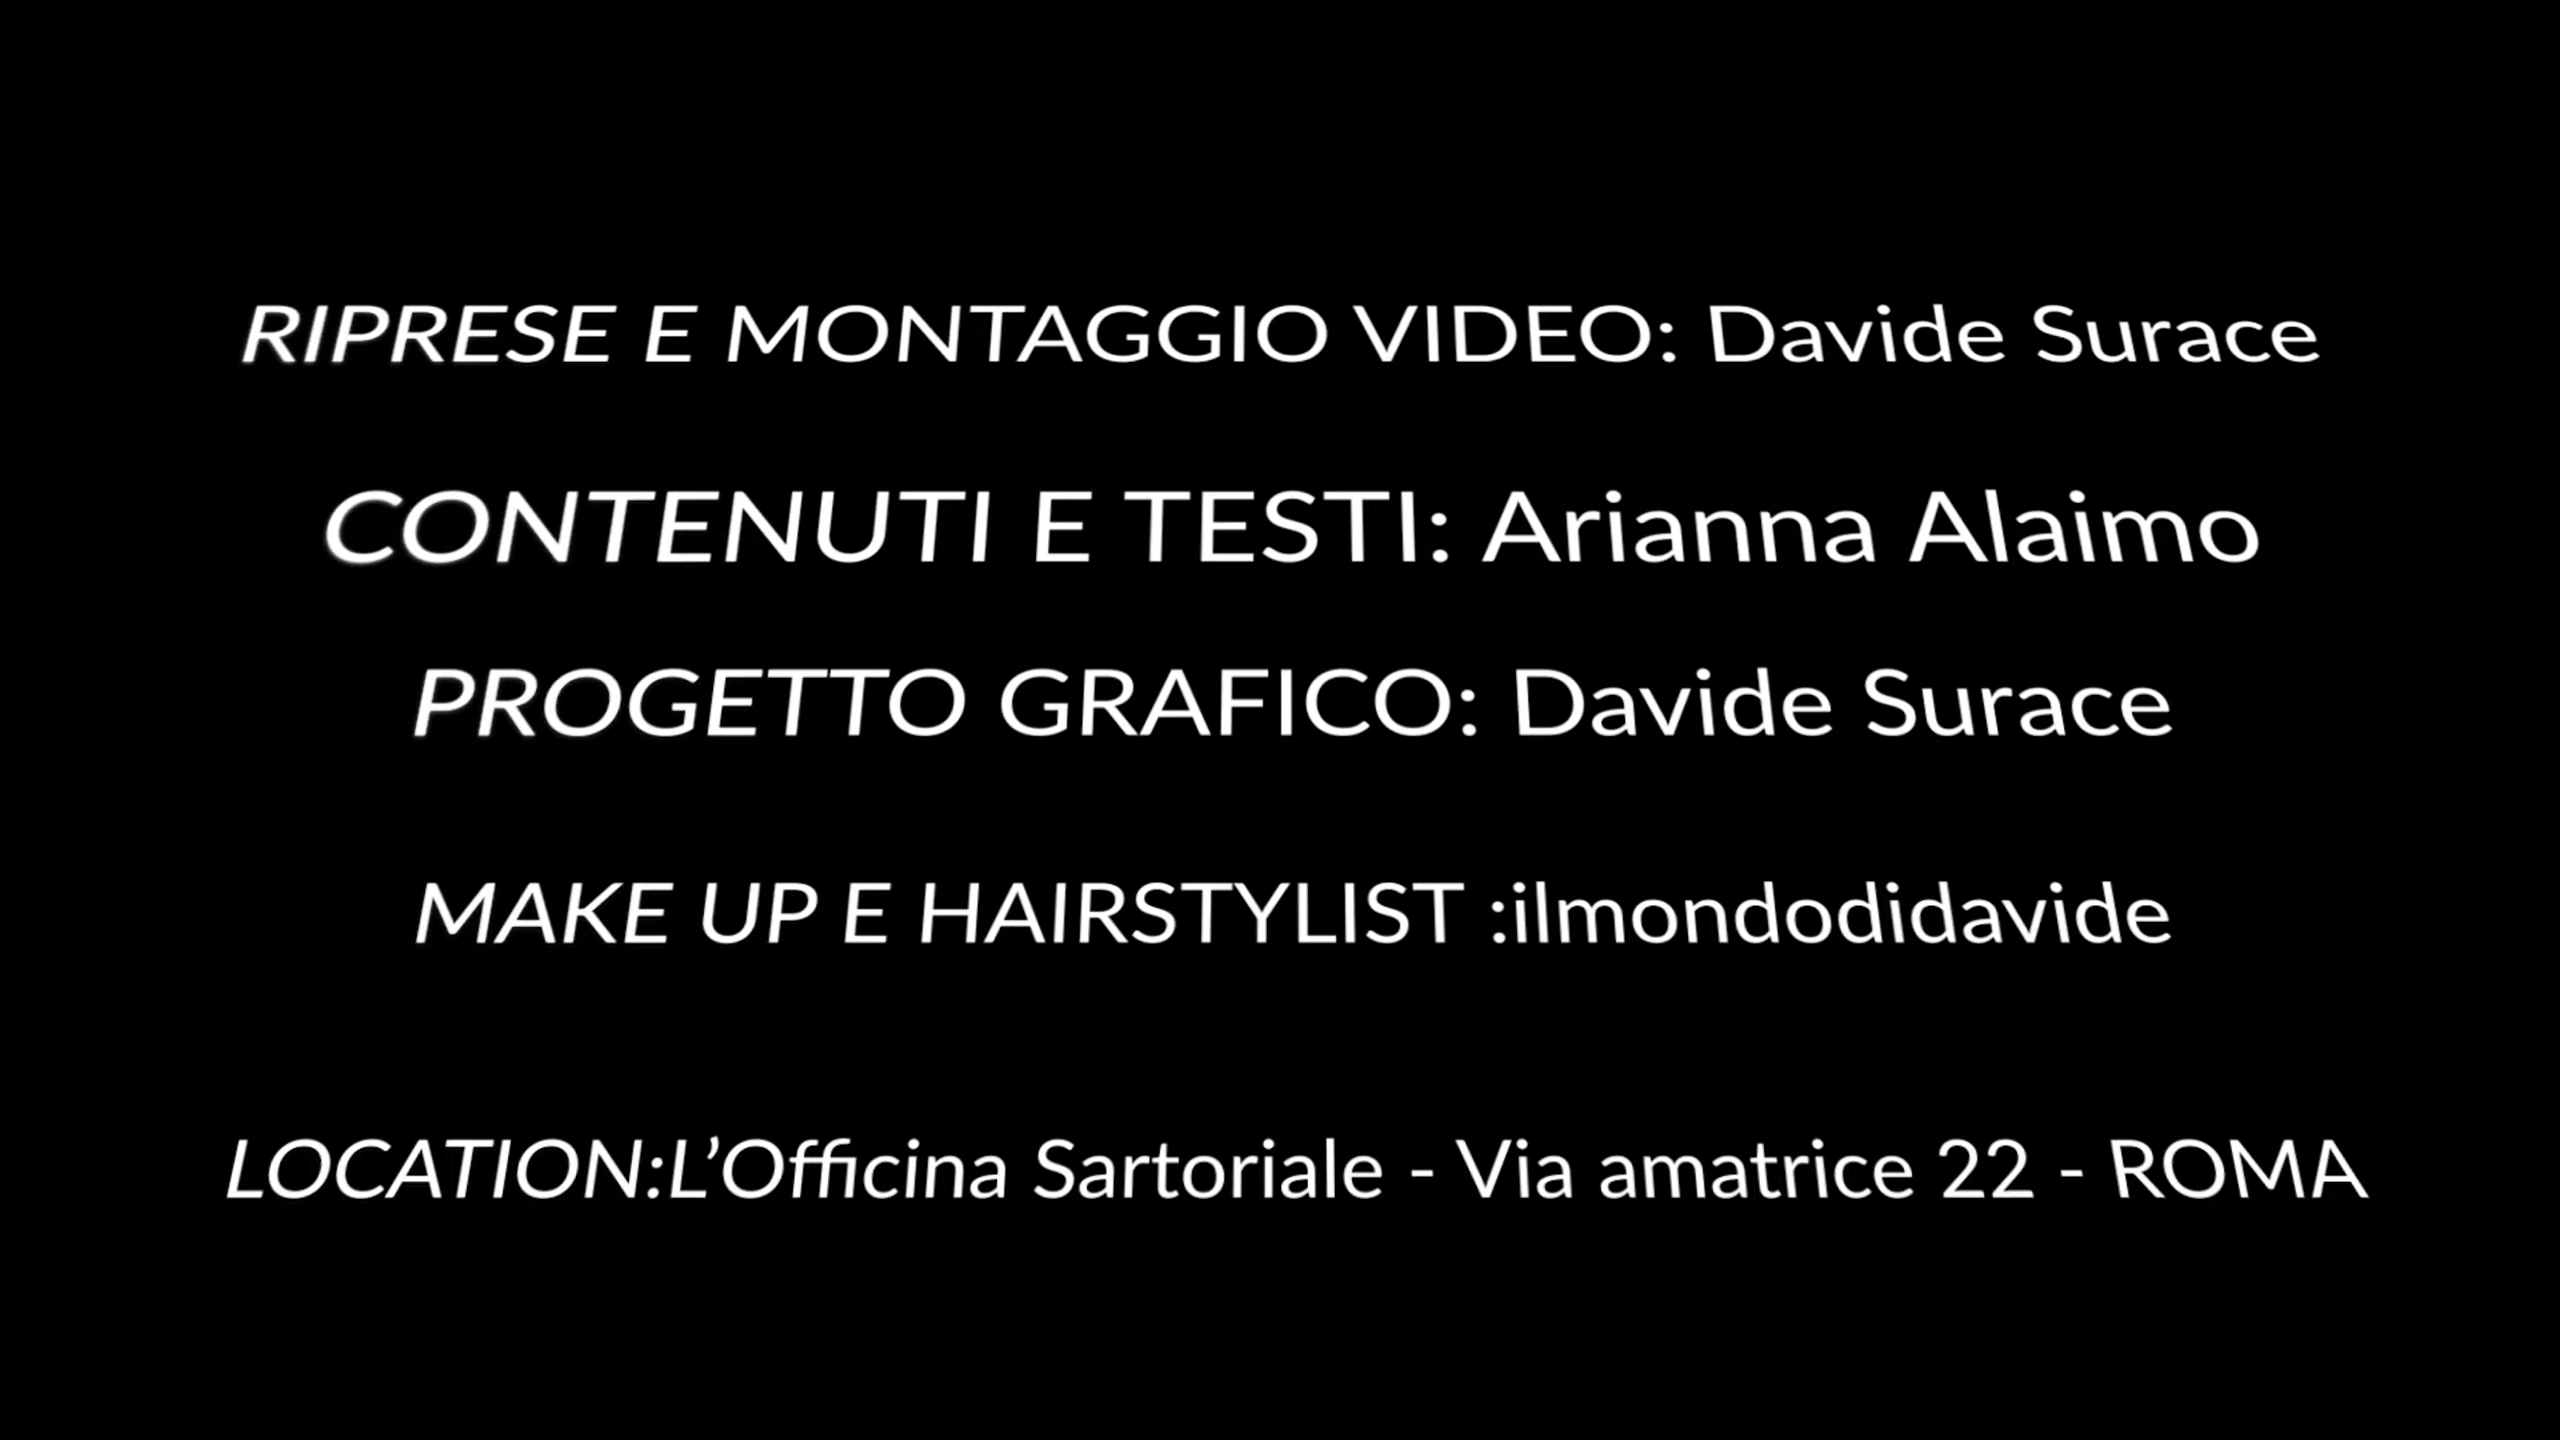 RIPRESE E MONTAGGIO VIDEO: Davide Surace
CONTENUTI E TESTI: Arianna Alaimo
PROGETTO GRAFICO: Davide Surace
MAKE UP E HAIRSTYLIST :ilmondodidavide
LOCATION:L’Officina Sartoriale - Via amatrice 22 - ROMA